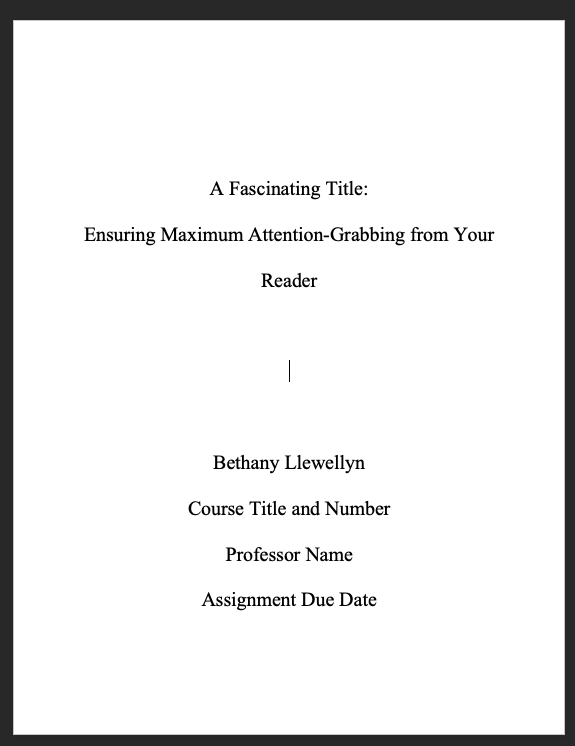 A Fascinating Title:
Ensuring Maximum Attention-Grabbing from Your
Reader
Bethany Llewellyn
Course Title and Number
Professor Name
Assignment Due Date